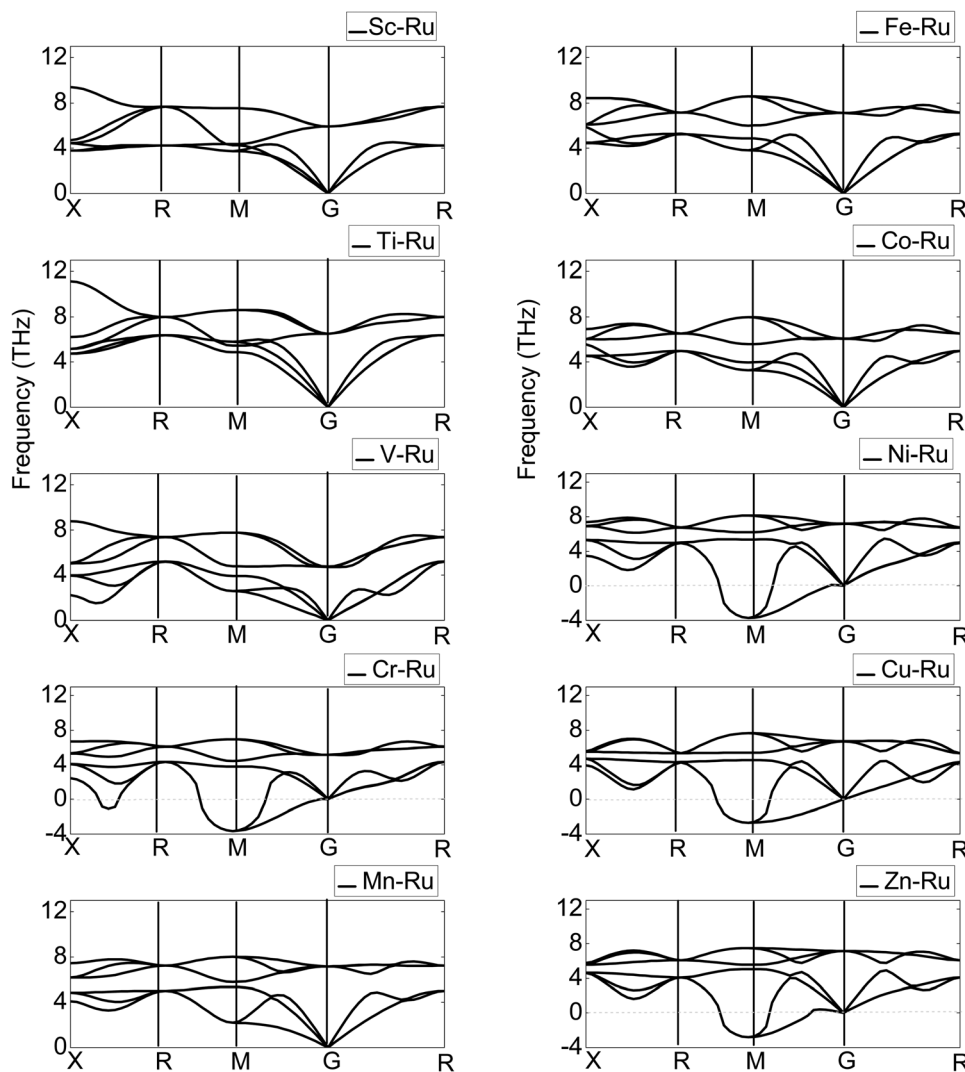 Sc-Ru
12
8
4
0
X R M G R
Ti-Ru
12
8
4
0
X R M G R
V-Ru
12
8
4
0
X R M G R
Cr-Ru
12
8
4
0
-4
X R M G R
Mn-Ru
12
8
4
0
X R M G R
Frequency (THz)
Fe-Ru
12
8
4
0
X R M G R
Co-Ru
12
8
4
0
X R M G R
Ni-Ru
12
8
4
0
-4
X R M G R
Cu-Ru
12
8
4
0
-4
X R M G R
Zn-Ru
12
8
4
0
-4
X R M G R
Frequency (THz)